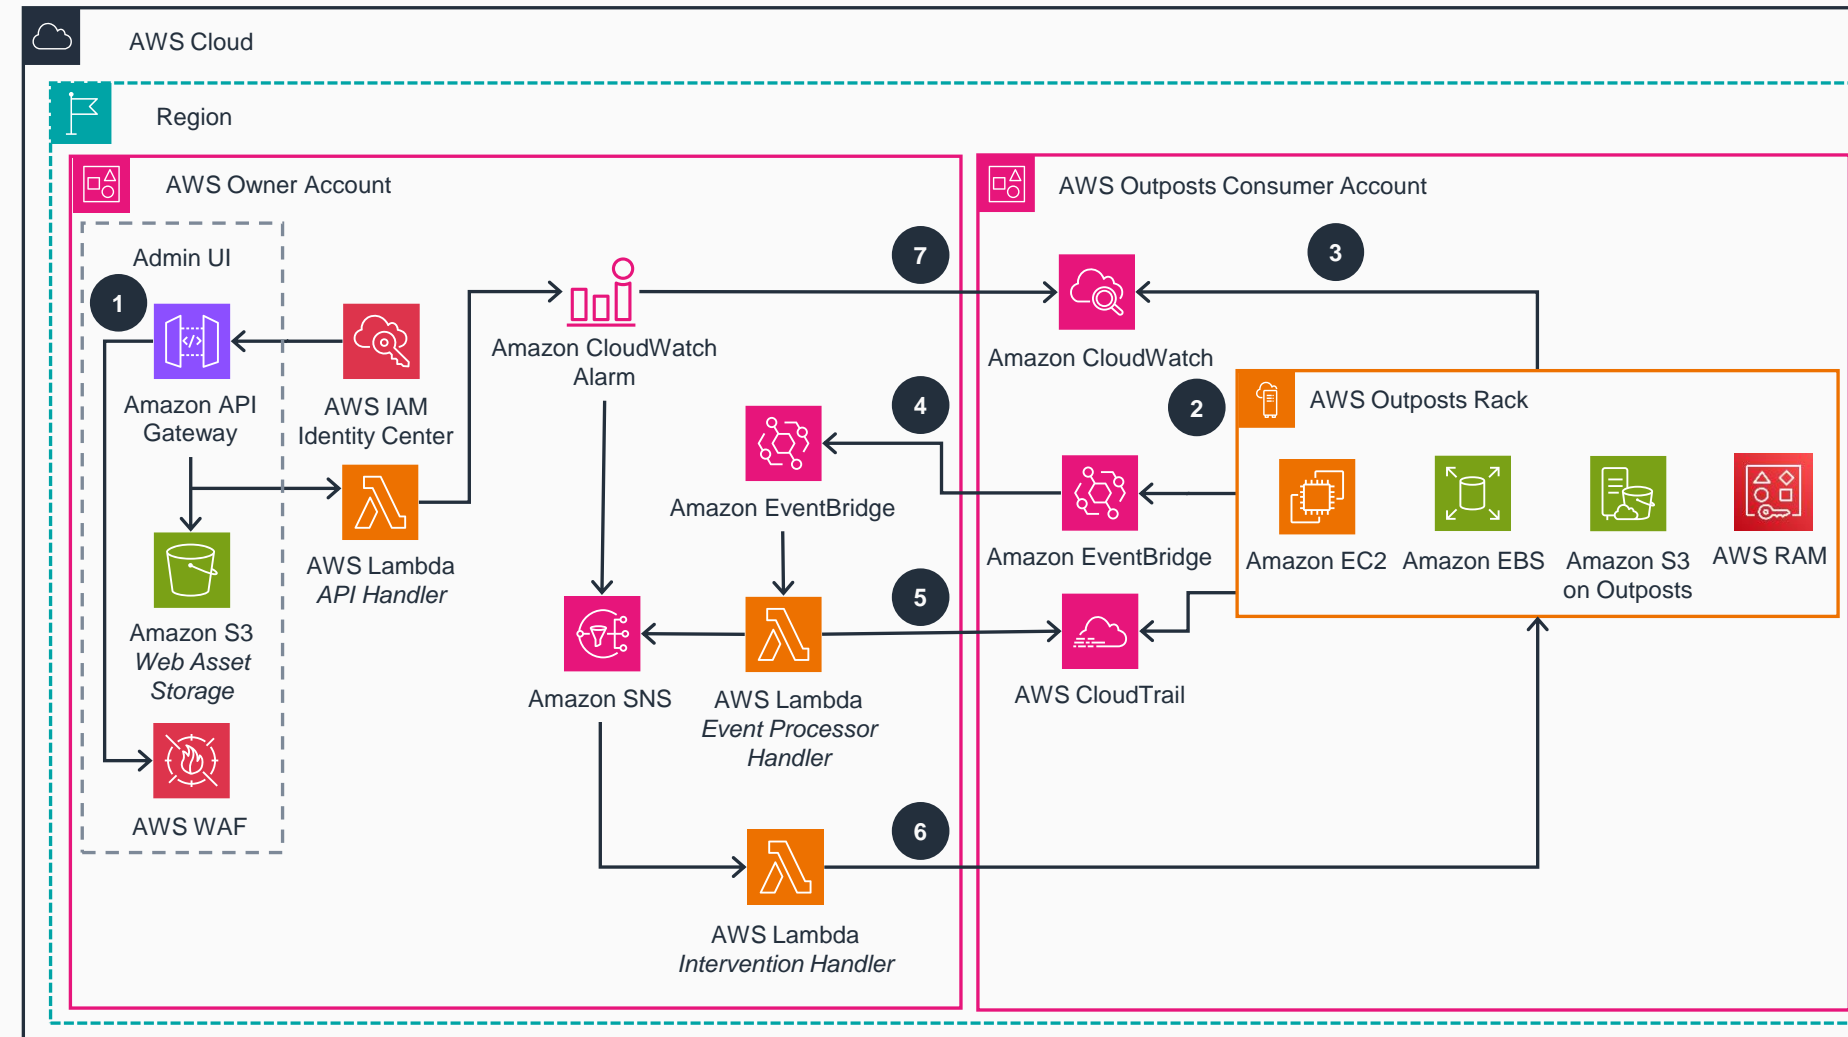 AWS Cloud
Region
AWS Owner Account
Admin UI
1
Amazon API
Gateway
AWS IAM
Identity Center
AWS Lambda
API Handler
Amazon S3
Web Asset
Storage
AWS WAF
Amazon CloudWatch
Alarm
Amazon EventBridge
Amazon SNS
AWS Lambda
Event Processor
Handler
AWS Lambda
Intervention Handler
7
4
5
6
AWS Outposts Consumer Account
3
Amazon CloudWatch
2
AWS Outposts Rack
Amazon EventBridge
Amazon EC2
Amazon EBS
Amazon S3
on Outposts
AWS RAM
AWS CloudTrail